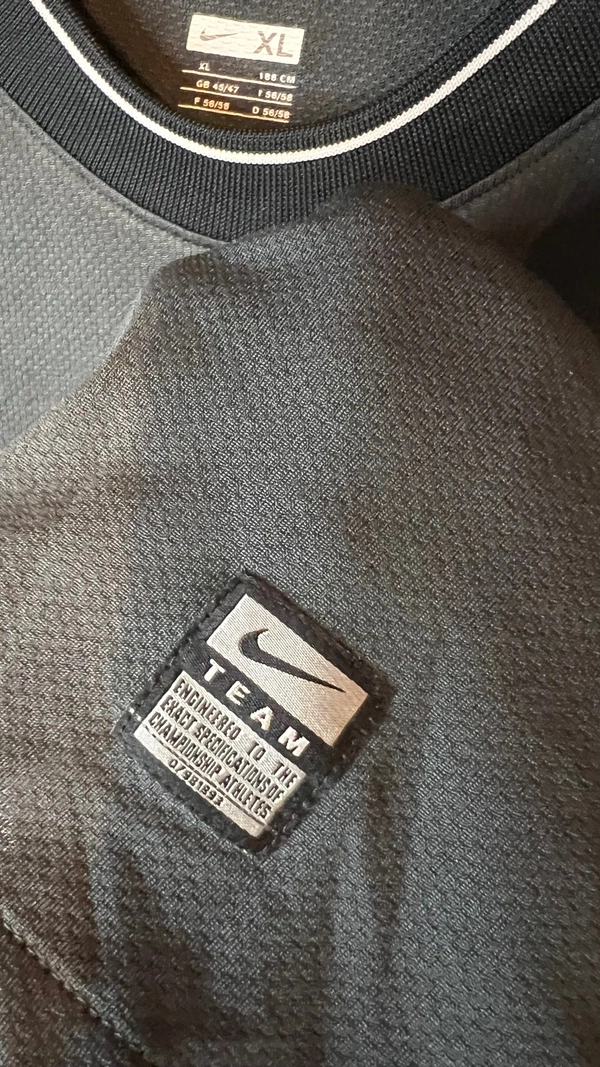 XL
XL 188 CM
GB 45/47 I 56/58
F 56/58 D 56/58
TEAM
ENGINEERED TO THE
EXACT SPECIFICATIONS OF
CHAMPIONSHIP ATHLETES